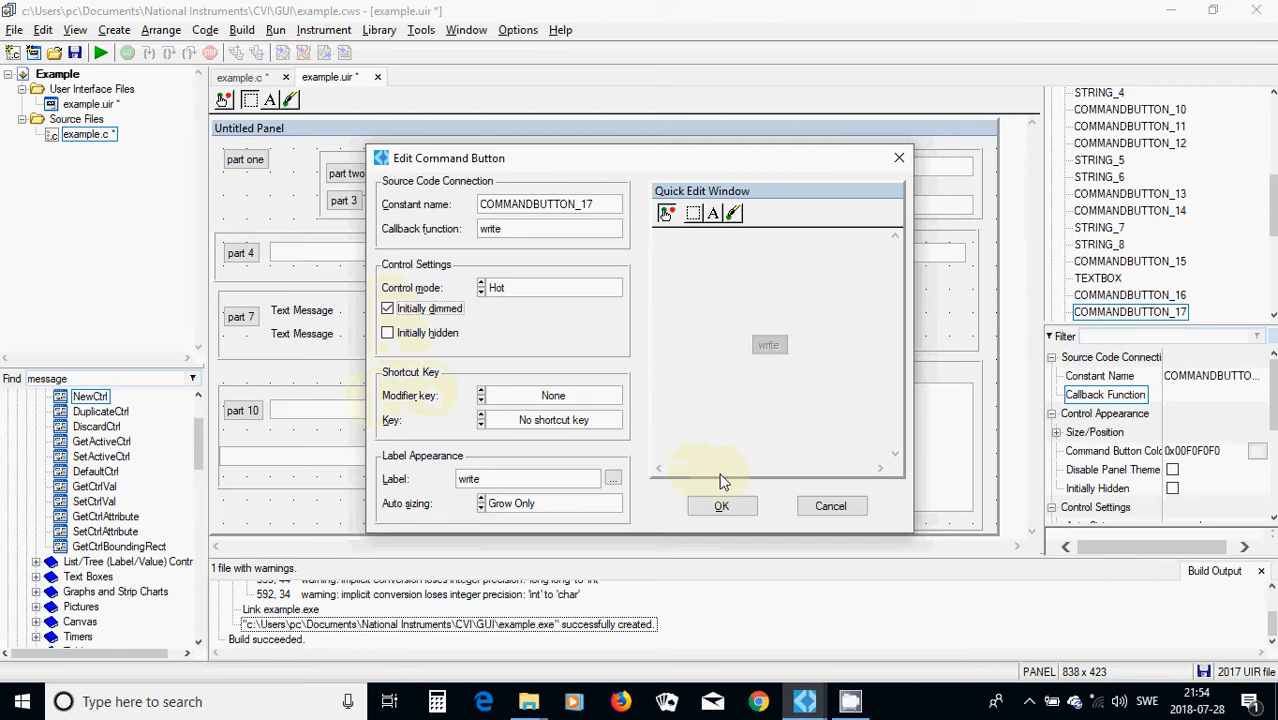 c:\Users\pc\Documents\National Instruments\CVI\GUI\example.cws - [example.uir *]
File Edit View Create Arrange Code Build Run Instrument Library Tools Window Options Help
Example
User Interface Files
example.uir *
Source Files
example.c *
example.c *
example.uir *
Untitled Panel
part one
part two
part 3
part 4
part 7
Text Message
Text Message
part 10
Edit Command Button
Source Code Connection
Constant name: COMMANDBUTTON_17
Callback function: write
Control Settings
Control mode: Hot
Initially dimmed
Initially hidden
Shortcut Key
Modifier key: None
Key: No shortcut key
Label Appearance
Label: write ...
Auto sizing: Grow Only
Quick Edit Window
write
OK
Cancel
STRING_4
COMMANDBUTTON_10
COMMANDBUTTON_11
COMMANDBUTTON_12
STRING_5
STRING_6
COMMANDBUTTON_13
COMMANDBUTTON_14
STRING_7
STRING_8
COMMANDBUTTON_15
TEXTBOX
COMMANDBUTTON_16
COMMANDBUTTON_17
Filter
Source Code Connecti
Constant Name COMMANDBUTTO...
Callback Function
Control Appearance
Size/Position
Command Button Colo 0x00F0F0F0
Disable Panel Theme
Initially Hidden
Control Settings
Find message
NewCtrl
DuplicateCtrl
DiscardCtrl
GetActiveCtrl
SetActiveCtrl
DefaultCtrl
GetCtrlVal
SetCtrlVal
GetCtrlAttribute
SetCtrlAttribute
GetCtrlBoundingRect
List/Tree (Label/Value) Contr
Text Boxes
Graphs and Strip Charts
Pictures
Canvas
Timers
1 file with warnings.
Build Output
592, 34 warning: implicit conversion loses integer precision: 'int' to 'char'
Link example.exe
"c:\Users\pc\Documents\National Instruments\CVI\GUI\example.exe" successfully created.
Build succeeded.
PANEL 838 x 423 2017 UIR file
Type here to search
SWE
21:54
2018-07-28